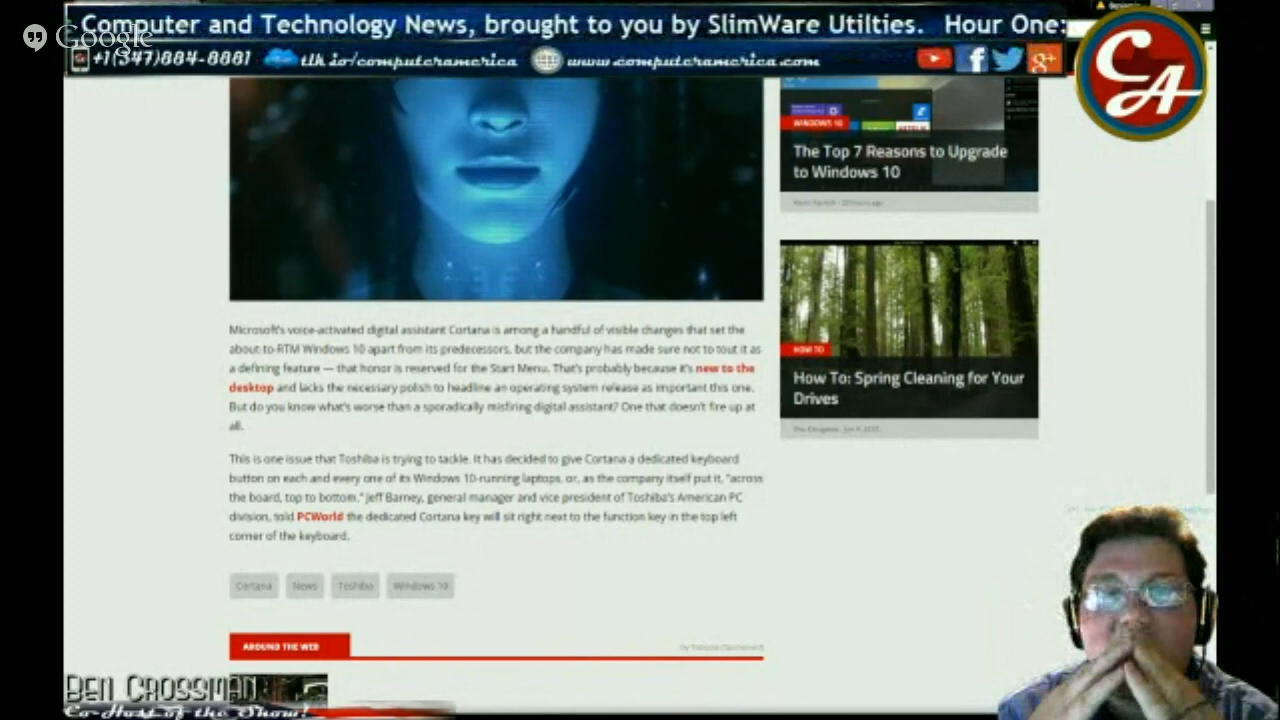 Google
Computer and Technology News, brought to you by SlimWare Utilties. Hour One:
+1(347)884-8881 tlk.io/computeramerica www.computeramerica.com
CA
WINDOWS 10
The Top 7 Reasons to Upgrade
to Windows 10
HOW TO
How To: Spring Cleaning for Your
Drives
Microsoft's voice-activated digital assistant Cortana is among a handful of visible changes that set the
about-to-RTM Windows 10 apart from its predecessors, but the company has made sure not to tout it as
a defining feature — that honor is reserved for the Start Menu. That's probably because it's new to the
desktop and lacks the necessary polish to headline an operating system release as important this one.
But do you know what's worse than a sporadically misfiring digital assistant? One that doesn't fire up at
all.
This is one issue that Toshiba is trying to tackle. It has decided to give Cortana a dedicated keyboard
button on each and every one of its Windows 10-running laptops, or, as the company itself put it, "across
the board, top to bottom." Jeff Barney, general manager and vice president of Toshiba's American PC
division, told PCWorld the dedicated Cortana key will sit right next to the function key in the top left
corner of the keyboard.
Cortana News Toshiba Windows 10
AROUND THE WEB
BEN CROSSMAN
Co-Host of the Show!